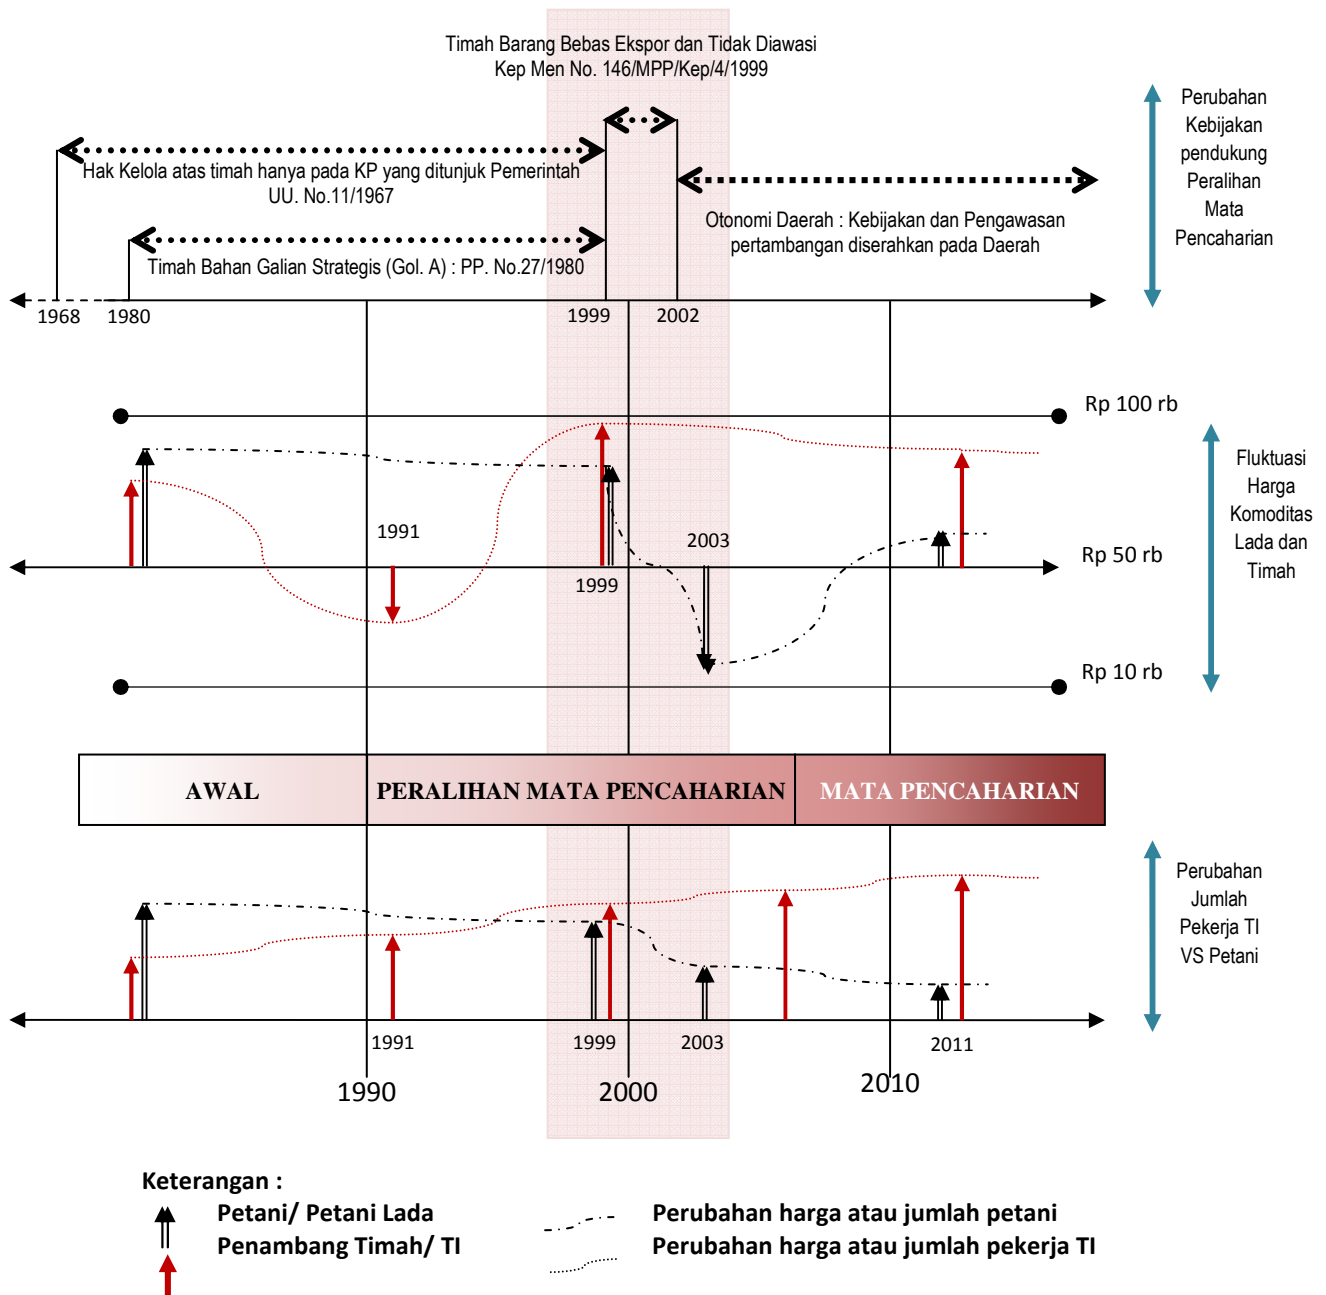 Timah Barang Bebas Ekspor dan Tidak Diawasi
Kep Men No. 146/MPP/Kep/4/1999
Hak Kelola atas timah hanya pada KP yang ditunjuk Pemerintah
UU. No.11/1967
Otonomi Daerah : Kebijakan dan Pengawasan
pertambangan diserahkan pada Daerah
Timah Bahan Galian Strategis (Gol. A) : PP. No.27/1980
1968
1980
1999
2002
Perubahan
Kebijakan
pendukung
Peralihan
Mata
Pencaharian
Rp 100 rb
1991
2003
1999
Rp 50 rb
Rp 10 rb
Fluktuasi
Harga
Komoditas
Lada dan
Timah
AWAL
PERALIHAN MATA PENCAHARIAN
MATA PENCAHARIAN
Perubahan
Jumlah
Pekerja TI
VS Petani
1991
1999
2003
2011
1990
2000
2010
Keterangan :
Petani/ Petani Lada
Perubahan harga atau jumlah petani
Penambang Timah/ TI
Perubahan harga atau jumlah pekerja TI